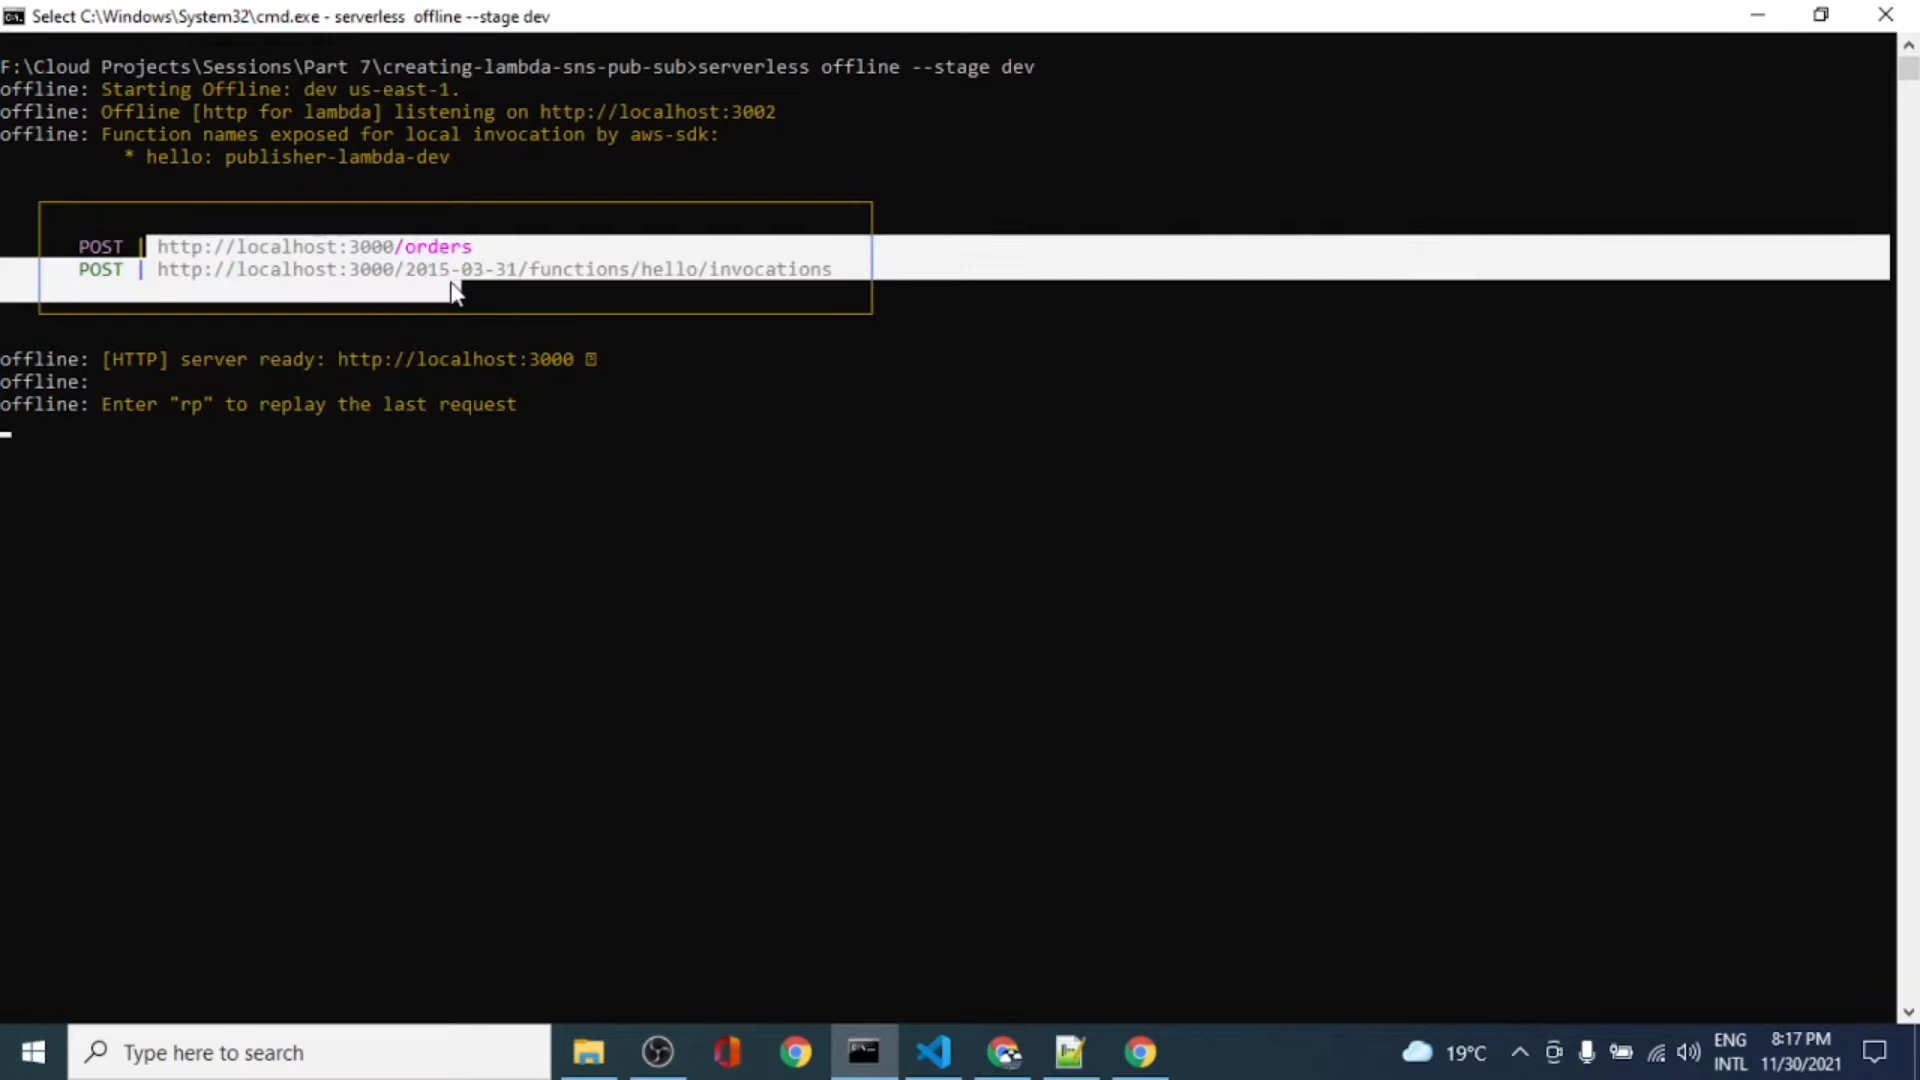 Select C:\Windows\System32\cmd.exe - serverless offline --stage dev
F:\Cloud Projects\Sessions\Part 7\creating-lambda-sns-pub-sub>serverless offline --stage dev
offline: Starting Offline: dev us-east-1.
offline: Offline [http for lambda] listening on http://localhost:3002
offline: Function names exposed for local invocation by aws-sdk:
* hello: publisher-lambda-dev
POST | http://localhost:3000/orders
POST | http://localhost:3000/2015-03-31/functions/hello/invocations
offline: [HTTP] server ready: http://localhost:3000
offline:
offline: Enter "rp" to replay the last request
Type here to search
19°C
ENG
INTL
8:17 PM
11/30/2021